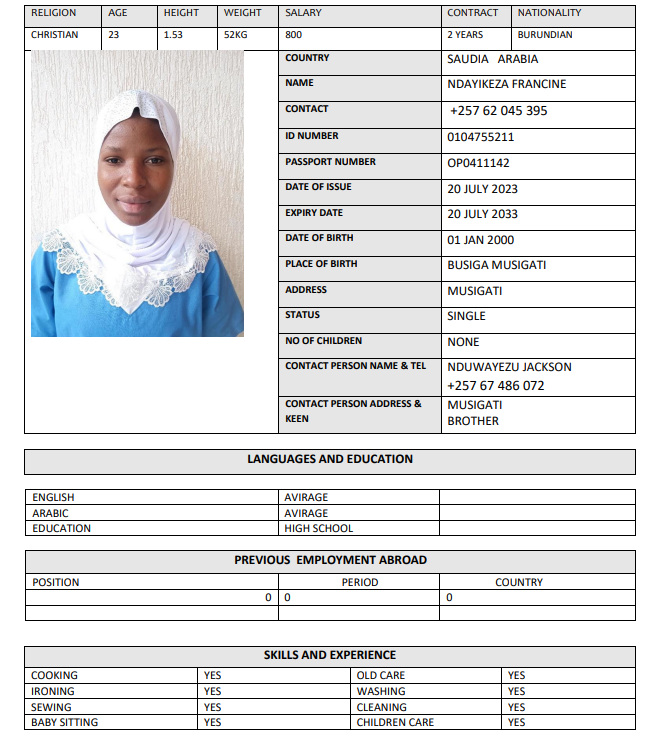 RELIGION AGE HEIGHT WEIGHT SALARY CONTRACT NATIONALITY
CHRISTIAN 23 1.53 52KG 800 2 YEARS BURUNDIAN
COUNTRY SAUDIA ARABIA
NAME NDAYIKEZA FRANCINE
CONTACT +257 62 045 395
ID NUMBER 0104755211
PASSPORT NUMBER OP0411142
DATE OF ISSUE 20 JULY 2023
EXPIRY DATE 20 JULY 2033
DATE OF BIRTH 01 JAN 2000
PLACE OF BIRTH BUSIGA MUSIGATI
ADDRESS MUSIGATI
STATUS SINGLE
NO OF CHILDREN NONE
CONTACT PERSON NAME & TEL NDUWAYEZU JACKSON
+257 67 486 072
CONTACT PERSON ADDRESS & MUSIGATI
KEEN BROTHER
LANGUAGES AND EDUCATION
ENGLISH AVIRAGE
ARABIC AVIRAGE
EDUCATION HIGH SCHOOL
PREVIOUS EMPLOYMENT ABROAD
POSITION PERIOD COUNTRY
0 0 0
SKILLS AND EXPERIENCE
COOKING YES OLD CARE YES
IRONING YES WASHING YES
SEWING YES CLEANING YES
BABY SITTING YES CHILDREN CARE YES